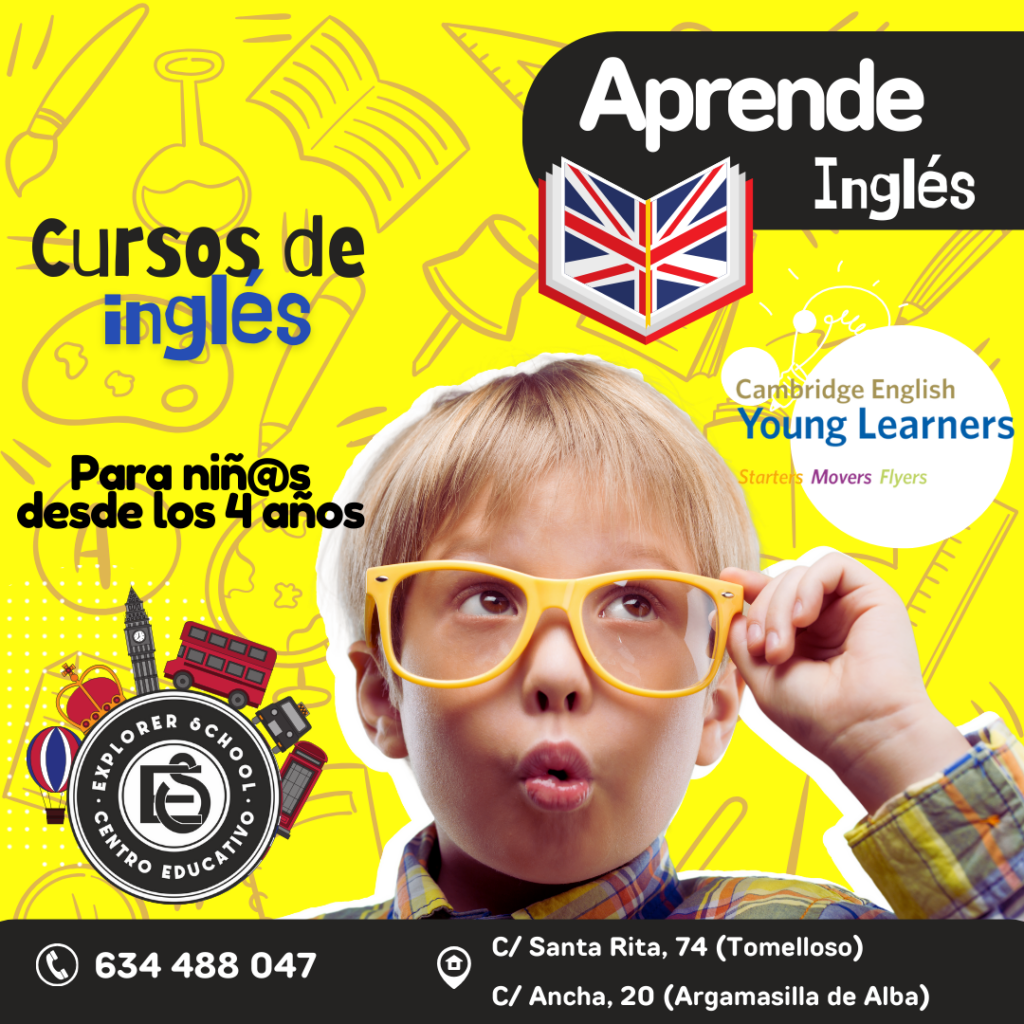 Aprende
Inglés
Cursos de
inglés
Cambridge English
Young Learners
Starters Movers Flyers
Para niñ@s
desde los 4 años
A
· EXPLORER SCHOOL ·
ESC
CENTRO EDUCATIVO
634 488 047
C/ Santa Rita, 74 (Tomelloso)
C/ Ancha, 20 (Argamasilla de Alba)